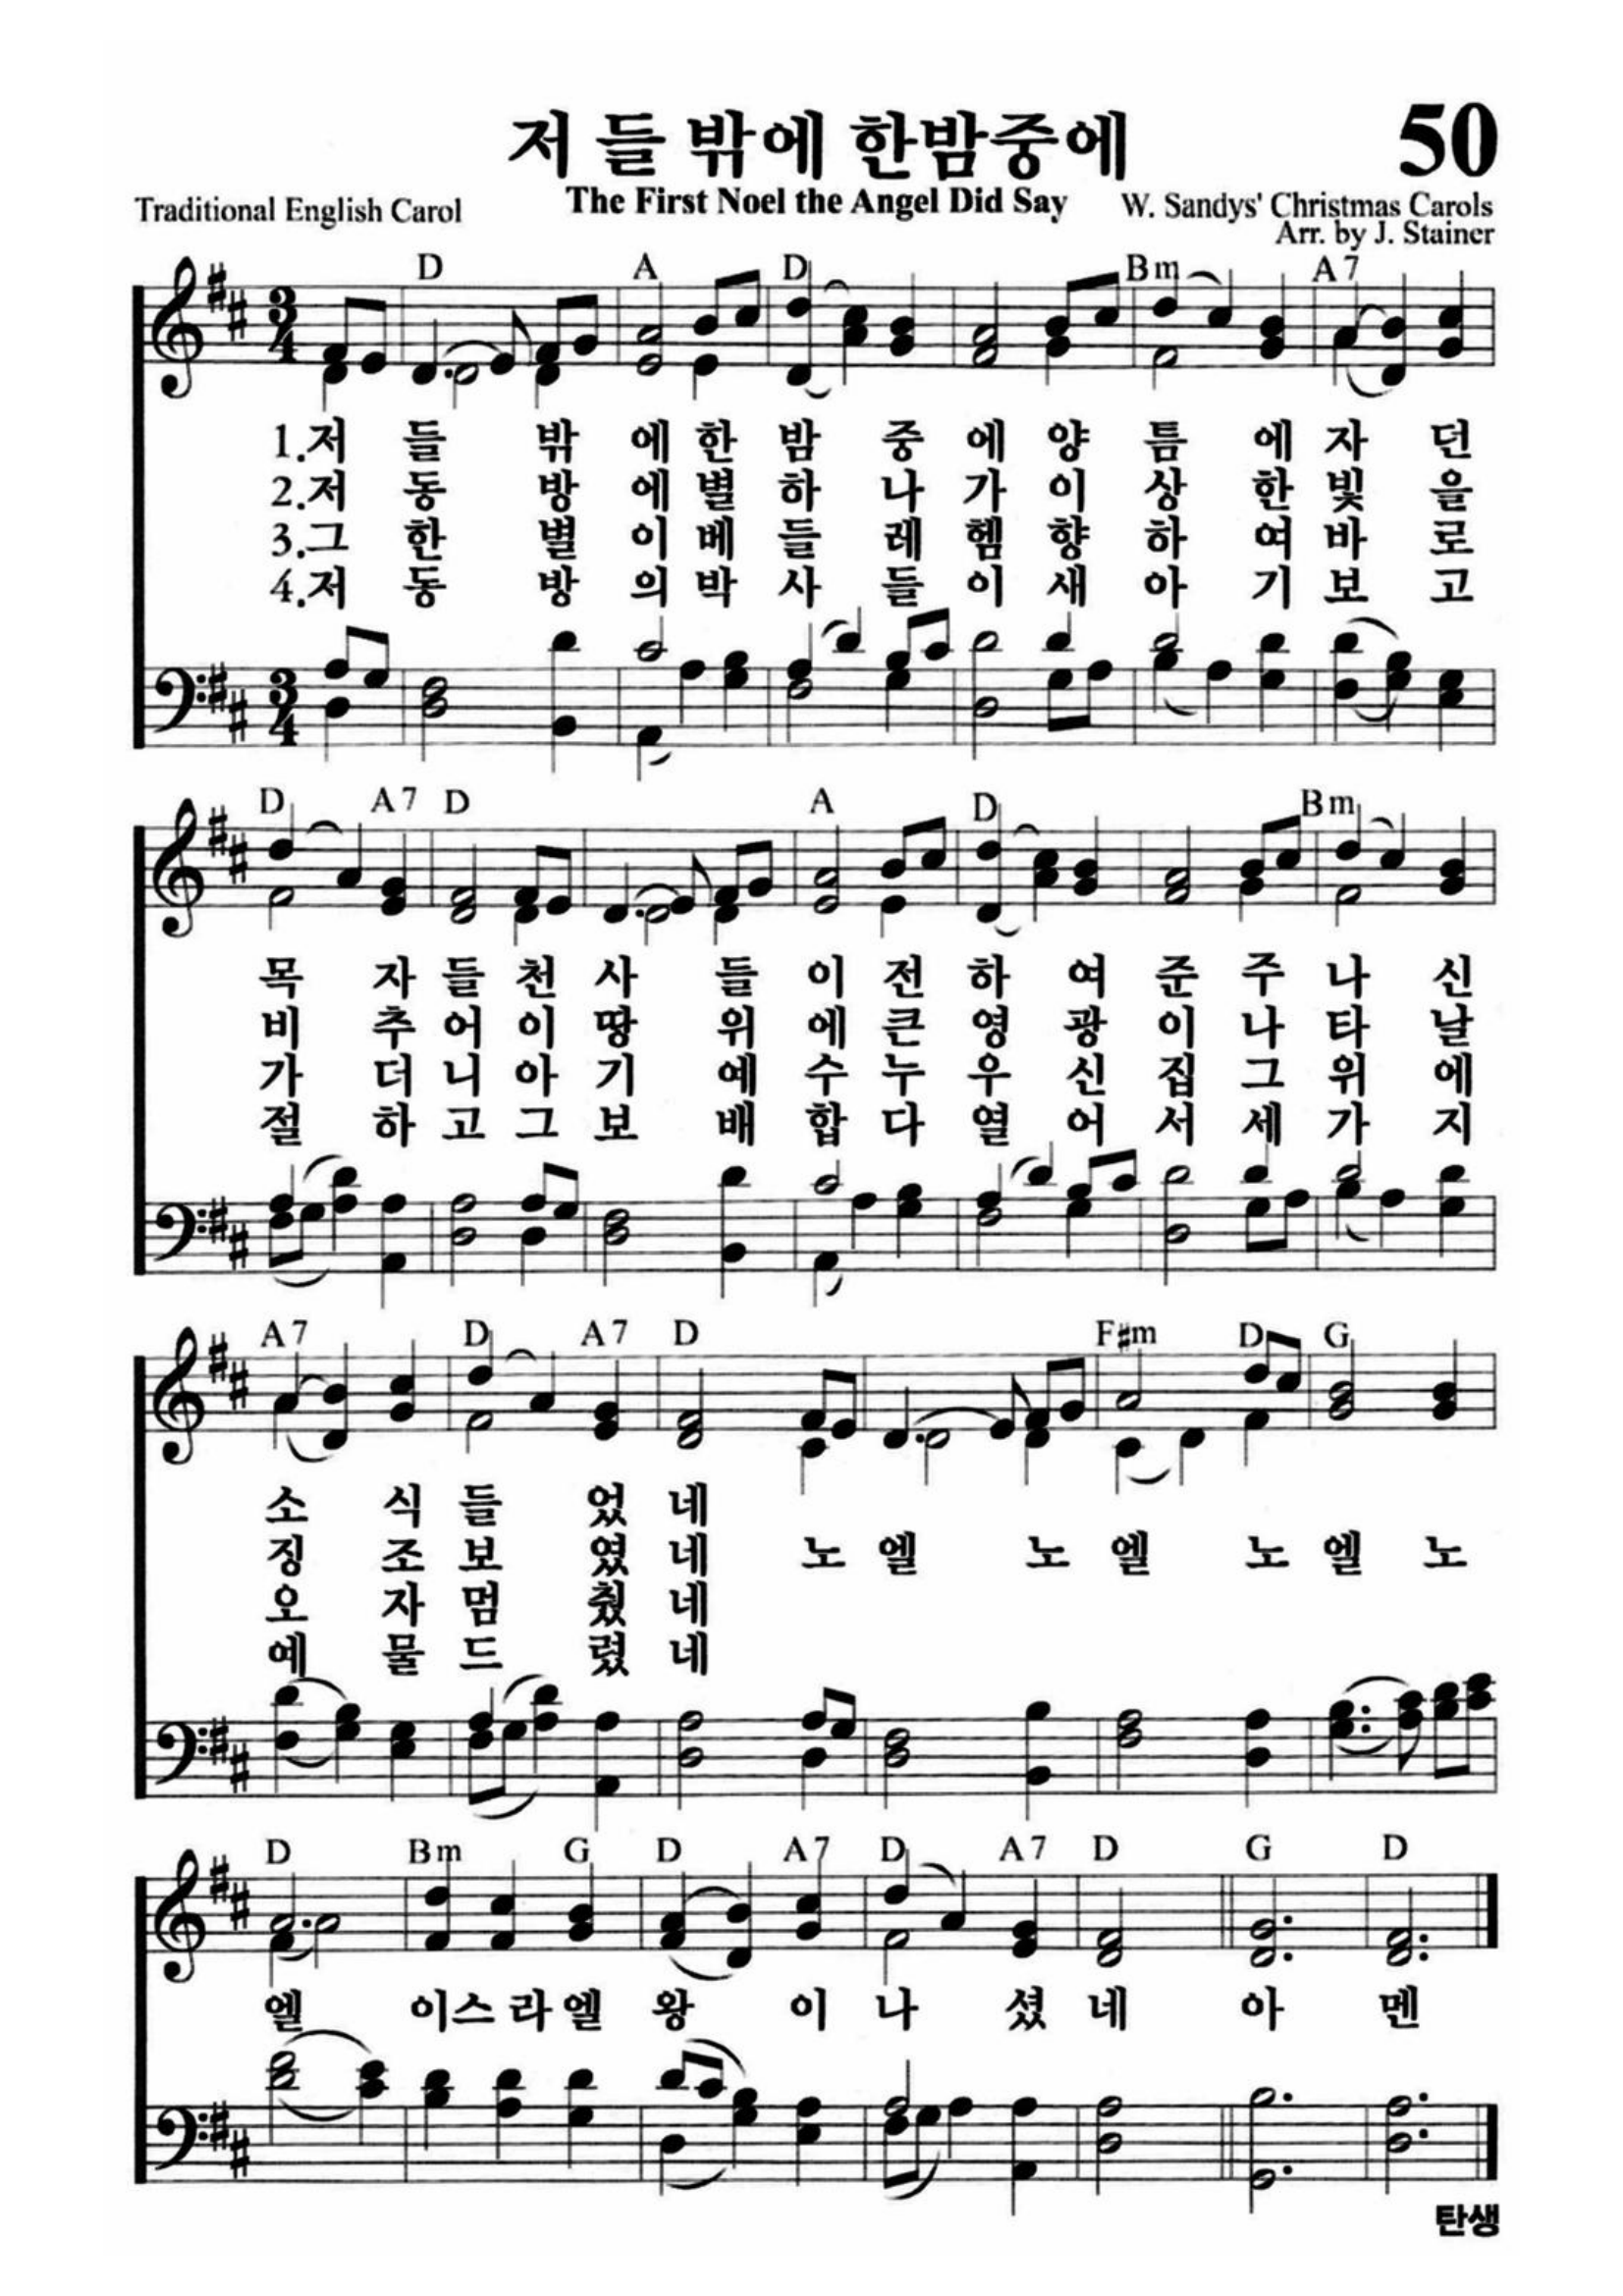 저 들 밖에 한밤중에
50
Traditional English Carol
The First Noel the Angel Did Say
W. Sandys' Christmas Carols
Arr. by J. Stainer
D A D Bm A7
3 4
1.저 들 밖 에 한 밤 중 에 양 틈 에 자 던
2.저 동 방 에 별 하 나 가 이 상 한 빛 을
3.그 한 별 이 베 들 레 헴 향 하 여 바 로
4.저 동 방 의 박 사 들 이 새 아 기 보 고
3 4
D A7 D A D Bm
목 자 들 천 사 들 이 전 하 여 준 주 나 신
비 추 어 이 땅 위 에 큰 영 광 이 나 타 날
가 더 니 아 기 예 수 누 우 신 집 그 위 에
절 하 고 그 보 배 합 다 열 어 서 세 가 지
A7 D A7 D F#m D G
소 식 들 었 네
징 조 보 였 네 노 엘 노 엘 노 엘 노
오 자 멈 췄 네
예 물 드 렸 네
D Bm G D A7 D A7 D G D
엘 이스 라 엘 왕 이 나 셨 네 아 멘
탄생